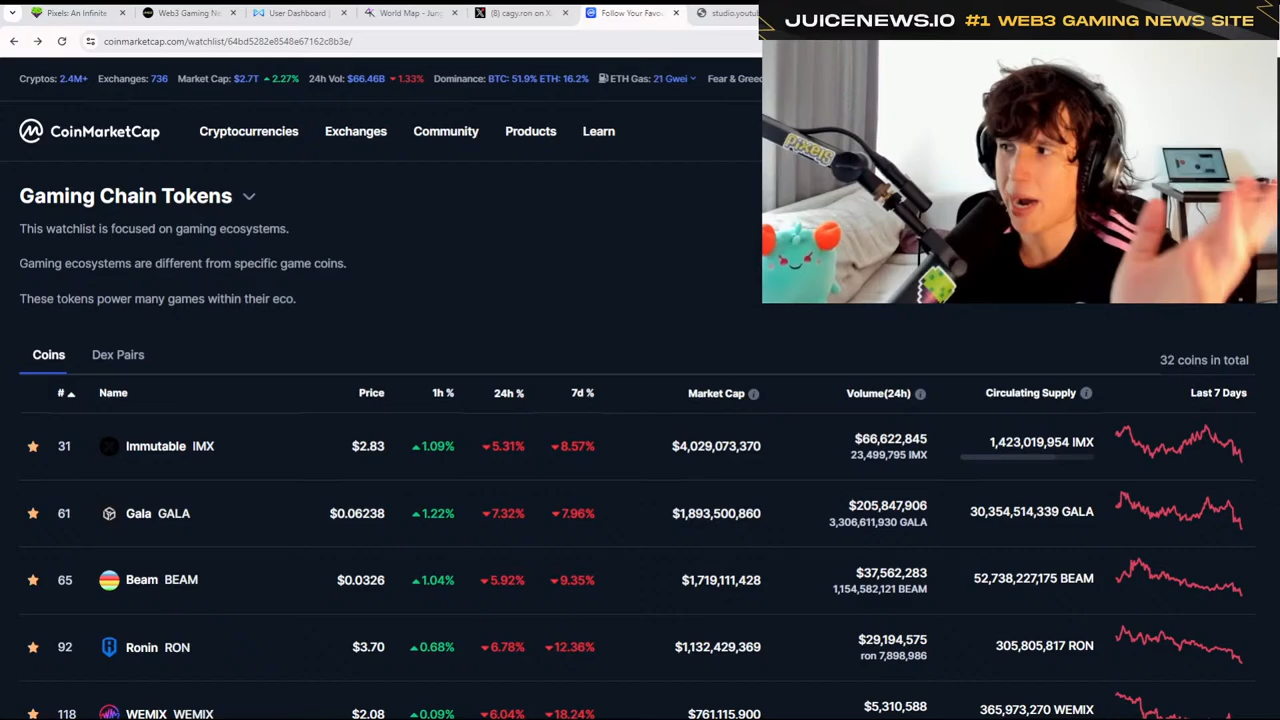 Pixels: An Infinite
Web3 Gaming Ne
User Dashboard |
World Map - Jung
(2) cagy.ron on X
Follow Your Favou
studio.youtu
JUICENEWS.IO #1 WEB3 GAMING NEWS SITE
coinmarketcap.com/watchlist/64bd5282e8548e67162c8b3e/
Cryptos: 2.4M+ Exchanges: 736 Market Cap: $2.7T 2.27% 24h Vol: $66.46B 1.33% Dominance: BTC: 51.9% ETH: 16.2% ETH Gas: 21 Gwei Fear & Greed
CoinMarketCap Cryptocurrencies Exchanges Community Products Learn
pixels
Gaming Chain Tokens
This watchlist is focused on gaming ecosystems.
Gaming ecosystems are different from specific game coins.
These tokens power many games within their eco.
Coins Dex Pairs 32 coins in total
# Name Price 1h % 24h % 7d % Market Cap Volume(24h) Circulating Supply Last 7 Days
31 Immutable IMX $2.83 1.09% 5.31% 8.57% $4,029,073,370 $66,622,845 1,423,019,954 IMX
23,499,795 IMX
61 Gala GALA $0.06238 1.22% 7.32% 7.96% $1,893,500,860 $205,847,906 30,354,514,339 GALA
3,306,611,930 GALA
65 Beam BEAM $0.0326 1.04% 5.92% 9.35% $1,719,111,428 $37,562,283 52,738,227,175 BEAM
1,154,582,121 BEAM
92 Ronin RON $3.70 0.68% 6.78% 12.36% $1,132,429,369 $29,194,575 305,805,817 RON
ron 7,898,986
118 WEMIX WEMIX $2.08 0.09% 6.04% 18.24% $761,115,900 $5,310,588 365,973,270 WEMIX